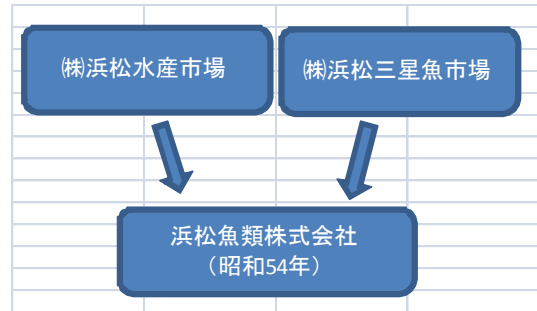 ㈱浜松水産市場
㈱浜松三星魚市場
浜松魚類株式会社
（昭和54年）